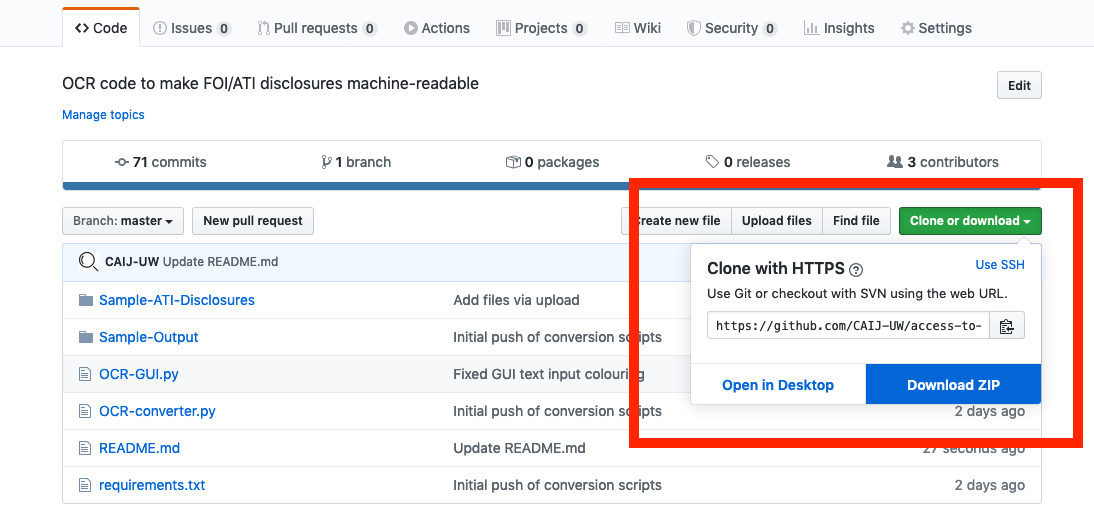 Code Issues 0 Pull requests 0 Actions Projects 0 Wiki Security 0 Insights Settings
OCR code to make FOI/ATI disclosures machine-readable Edit
Manage topics
71 commits 1 branch 0 packages 0 releases 3 contributors
Branch: master New pull request Create new file Upload files Find file Clone or download
CAIJ-UW Update README.md
Clone with HTTPS Use SSH
Use Git or checkout with SVN using the web URL.
https://github.com/CAIJ-UW/access-to-
Open in Desktop Download ZIP
Sample-ATI-Disclosures Add files via upload
Sample-Output Initial push of conversion scripts
OCR-GUI.py Fixed GUI text input colouring
OCR-converter.py Initial push of conversion scripts 2 days ago
README.md Update README.md 27 seconds ago
requirements.txt Initial push of conversion scripts 2 days ago